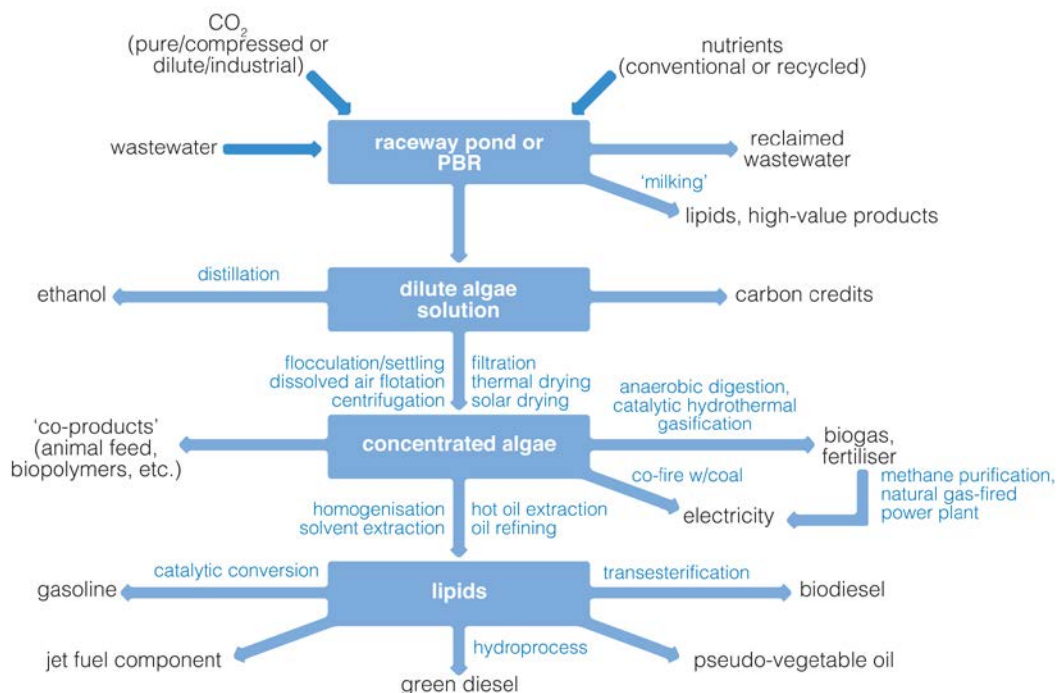 CO2
(pure/compressed or
dilute/industrial)
nutrients
(conventional or recycled)
wastewater
raceway pond or
PBR
reclaimed
wastewater
'milking'
lipids, high-value products
distillation
ethanol
dilute algae
solution
carbon credits
flocculation/settling
dissolved air flotation
centrifugation
filtration
thermal drying
solar drying
anaerobic digestion,
catalytic hydrothermal
gasification
'co-products'
(animal feed,
biopolymers, etc.)
concentrated algae
biogas,
fertiliser
co-fire w/coal
methane purification,
natural gas-fired
power plant
electricity
homogenisation
solvent extraction
hot oil extraction
oil refining
catalytic conversion
gasoline
lipids
transesterification
biodiesel
jet fuel component
hydroprocess
green diesel
pseudo-vegetable oil